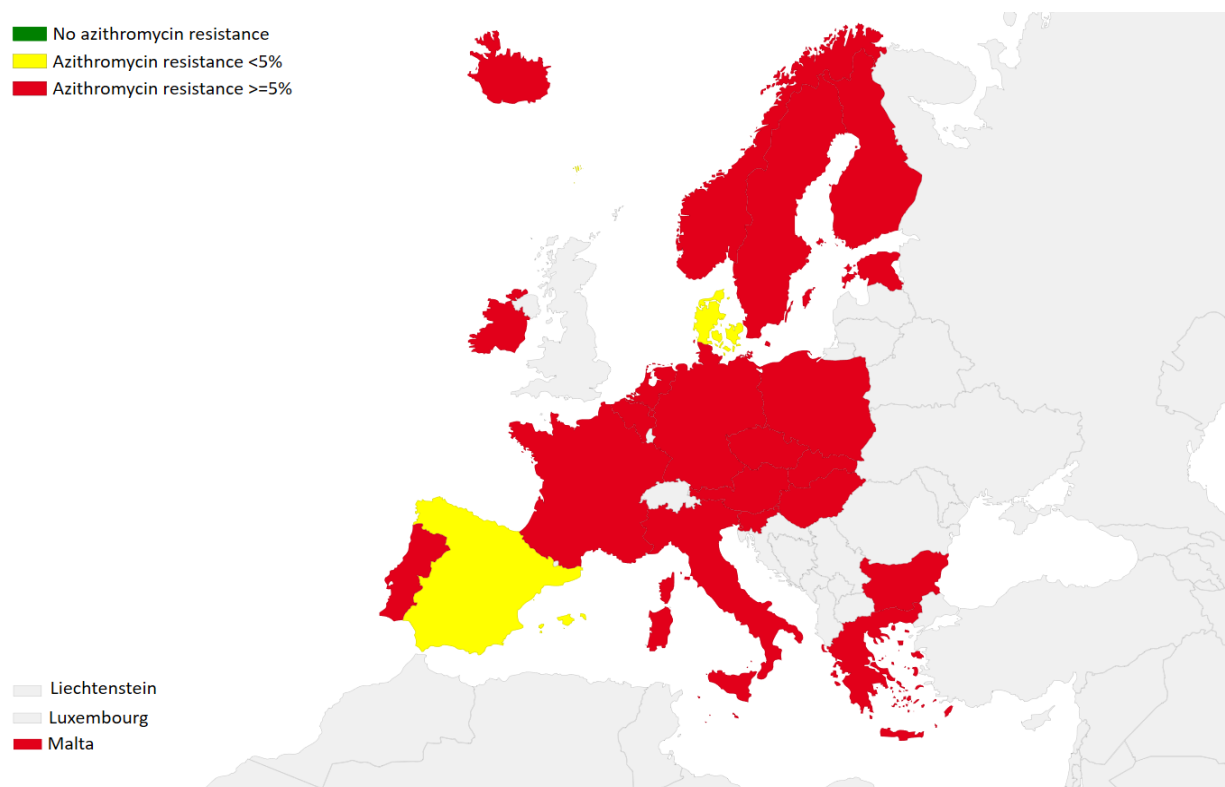 No azithromycin resistance
Azithromycin resistance <5%
Azithromycin resistance >=5%
Liechtenstein
Luxembourg
Malta